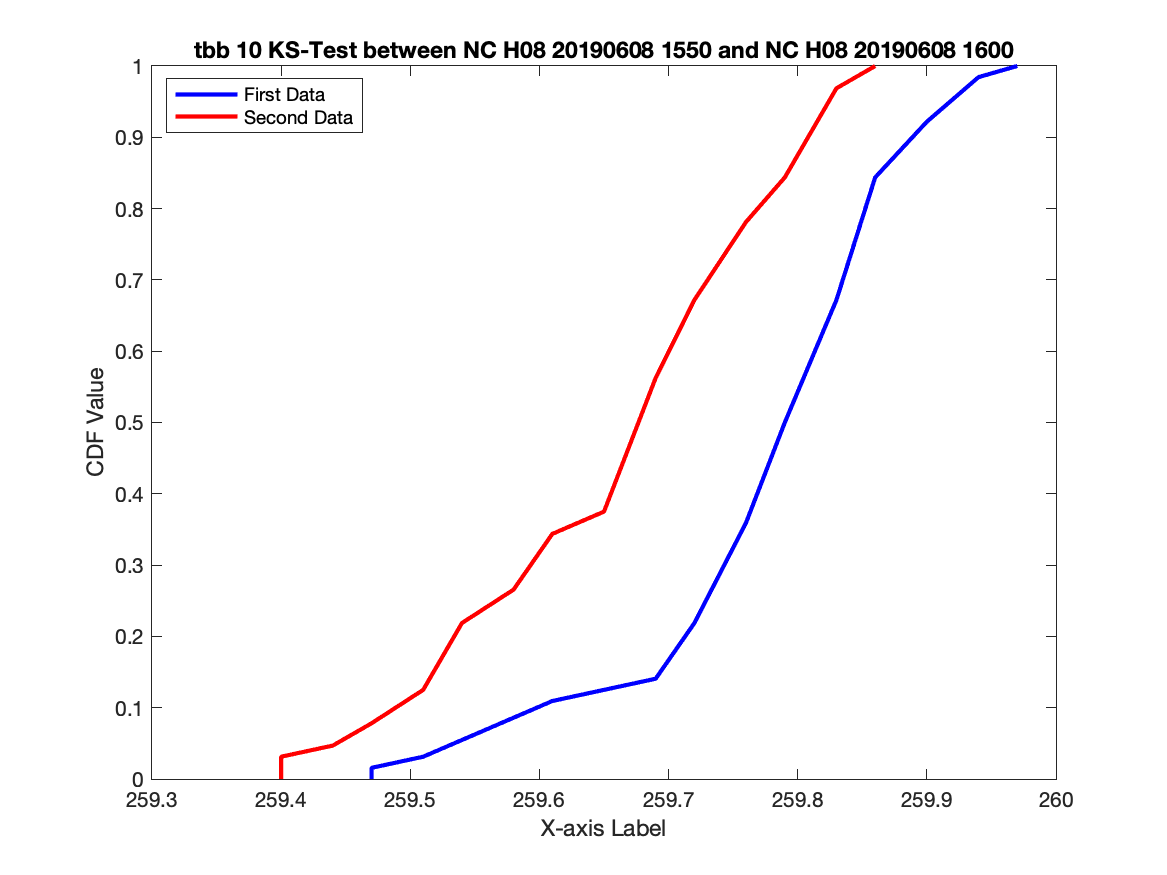 tbb 10 KS-Test between NC H08 20190608 1550 and NC H08 20190608 1600
First Data
Second Data
1
0.9
0.8
0.7
0.6
0.5
0.4
0.3
0.2
0.1
0
CDF Value
259.3 259.4 259.5 259.6 259.7 259.8 259.9 260
X-axis Label